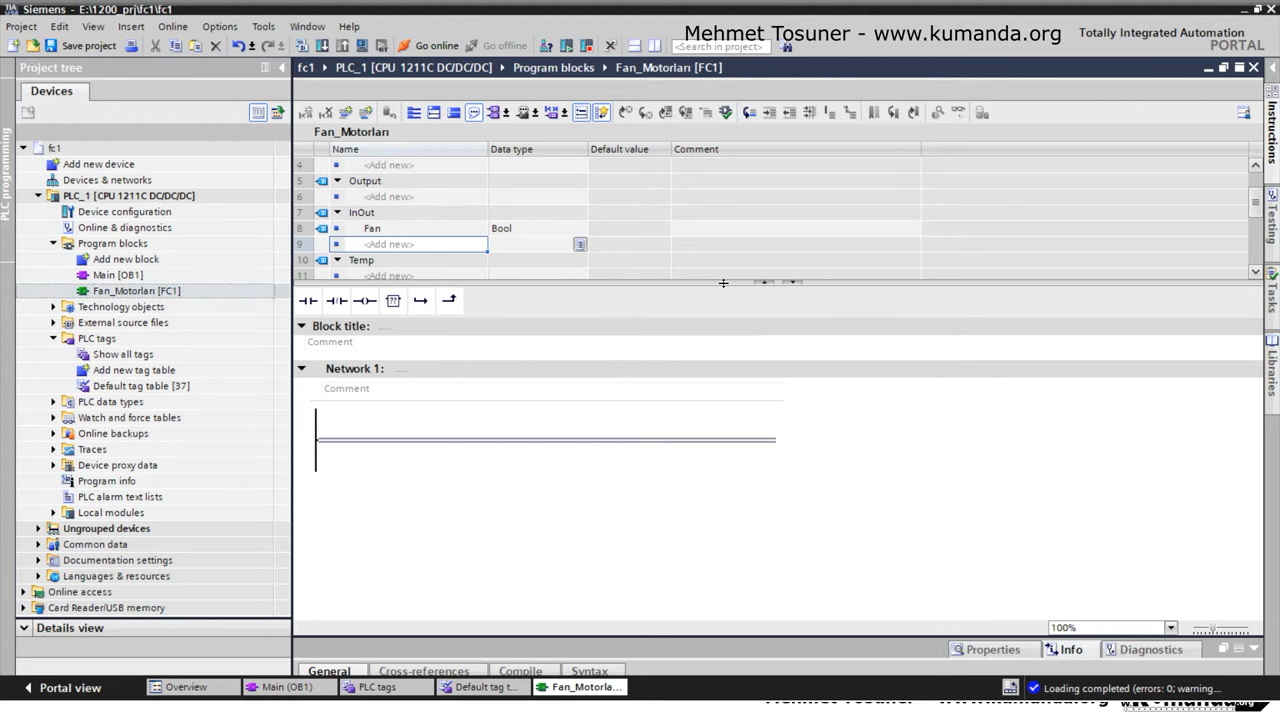 Siemens - E:\1200_prj\fc1\fc1
Project Edit View Insert Online Options Tools Window Help
Mehmet Tosuner - www.kumanda.org
Totally Integrated Automation
PORTAL
Save project
Go online
Go offline
<Search in project>
Project tree
fc1 PLC_1 [CPU 1211C DC/DC/DC] Program blocks Fan_Motorları [FC1]
Devices
PLC programming
fc1
Add new device
Devices & networks
PLC_1 [CPU 1211C DC/DC/DC]
Device configuration
Online & diagnostics
Program blocks
Add new block
Main [OB1]
Fan_Motorları [FC1]
Technology objects
External source files
PLC tags
Show all tags
Add new tag table
Default tag table [37]
PLC data types
Watch and force tables
Online backups
Traces
Device proxy data
Program info
PLC alarm text lists
Local modules
Ungrouped devices
Common data
Documentation settings
Languages & resources
Online access
Card Reader/USB memory
Details view
Fan_Motorları
Name Data type Default value Comment
4 <Add new>
5 Output
6 <Add new>
7 InOut
8 Fan Bool
9 <Add new>
10 Temp
11 <Add new>
??
Block title: .....
Comment
Network 1: .....
Comment
100%
Properties Info Diagnostics
General Cross-references Compile Syntax
Instructions
Testing
Tasks
Libraries
Portal view Overview Main (OB1) PLC tags Default tag t... Fan_Motorla... Loading completed (errors: 0; warning...